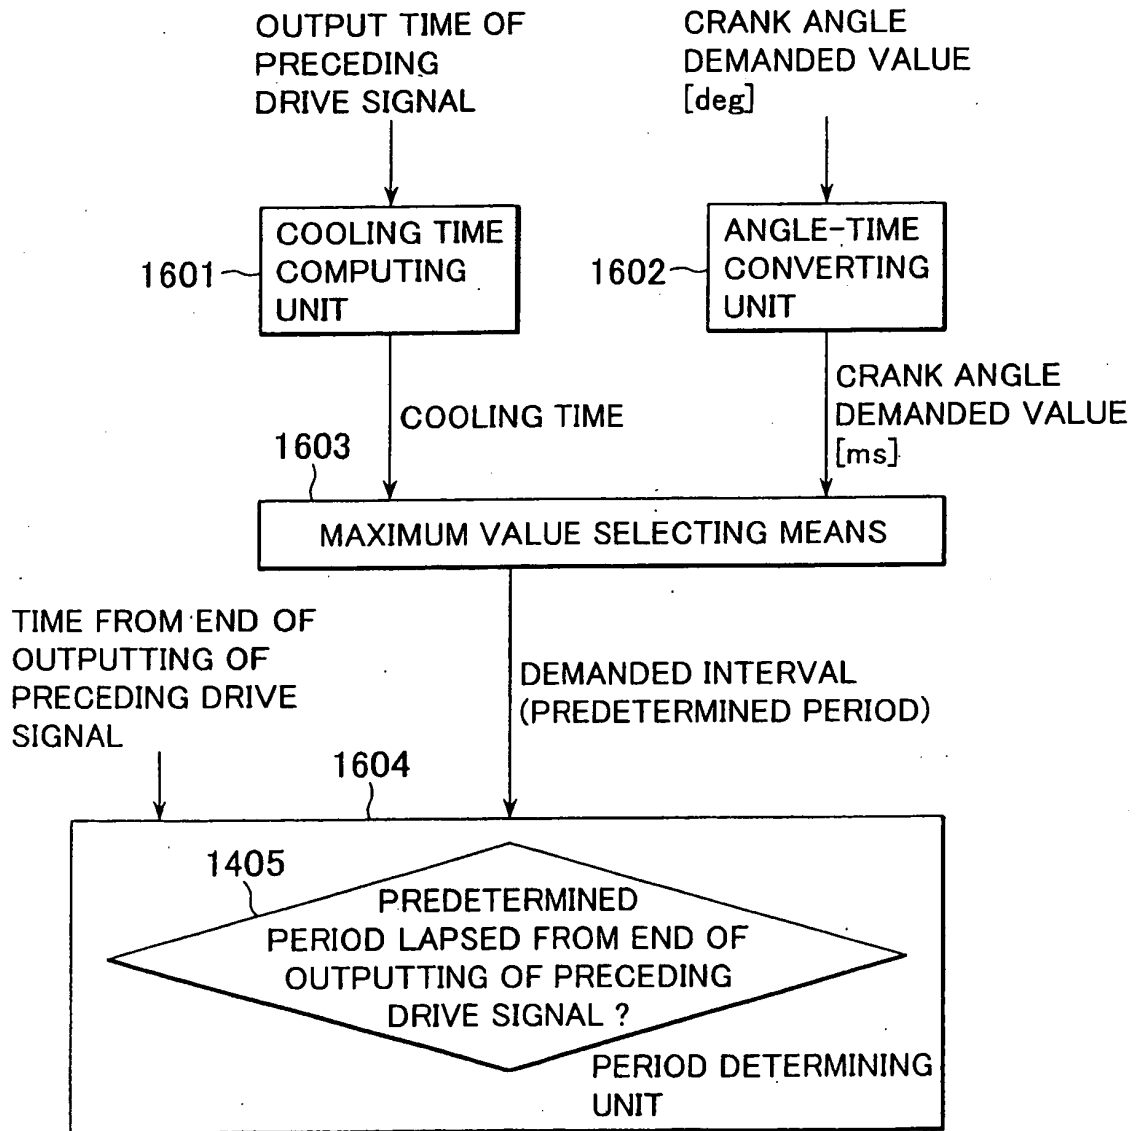 OUTPUT TIME OF
PRECEDING
DRIVE SIGNAL
CRANK ANGLE
DEMANDED VALUE
[deg]
COOLING TIME
COMPUTING
UNIT
1601
ANGLE-TIME
CONVERTING
UNIT
1602
COOLING TIME
CRANK ANGLE
DEMANDED VALUE
[ms]
1603
MAXIMUM VALUE SELECTING MEANS
TIME FROM END OF
OUTPUTTING OF
PRECEDING DRIVE
SIGNAL
DEMANDED INTERVAL
(PREDETERMINED PERIOD)
1604
1405
PREDETERMINED
PERIOD LAPSED FROM END OF
OUTPUTTING OF PRECEDING
DRIVE SIGNAL ?
PERIOD DETERMINING
UNIT